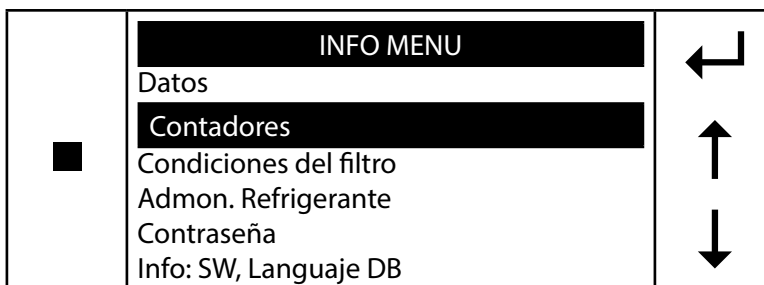 INFO MENU
Datos
Contadores
Condiciones del filtro
Admon. Refrigerante
Contraseña
Info: SW, Languaje DB